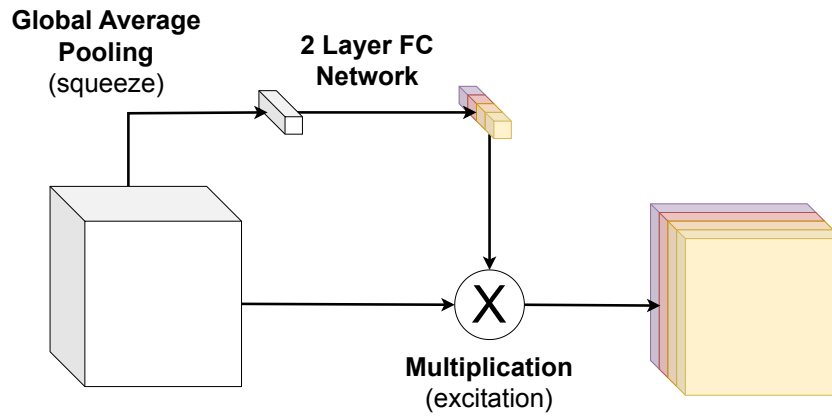 Global Average
Pooling
(squeeze)
2 Layer FC
Network
X
Multiplication
(excitation)